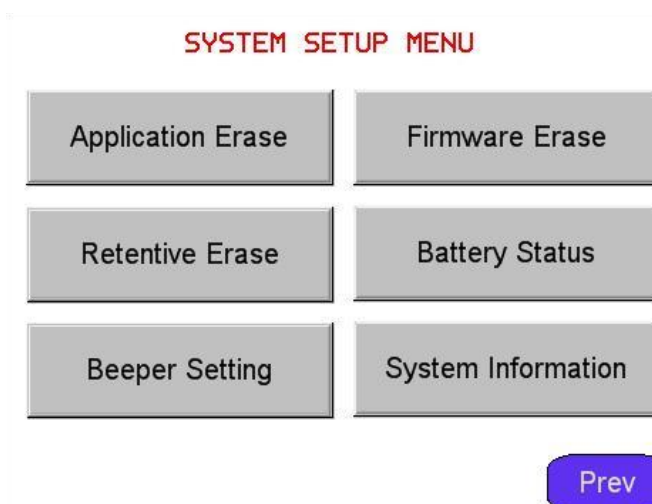 SYSTEM SETUP MENU
Application Erase
Firmware Erase
Retentive Erase
Battery Status
Beeper Setting
System Information
Prev